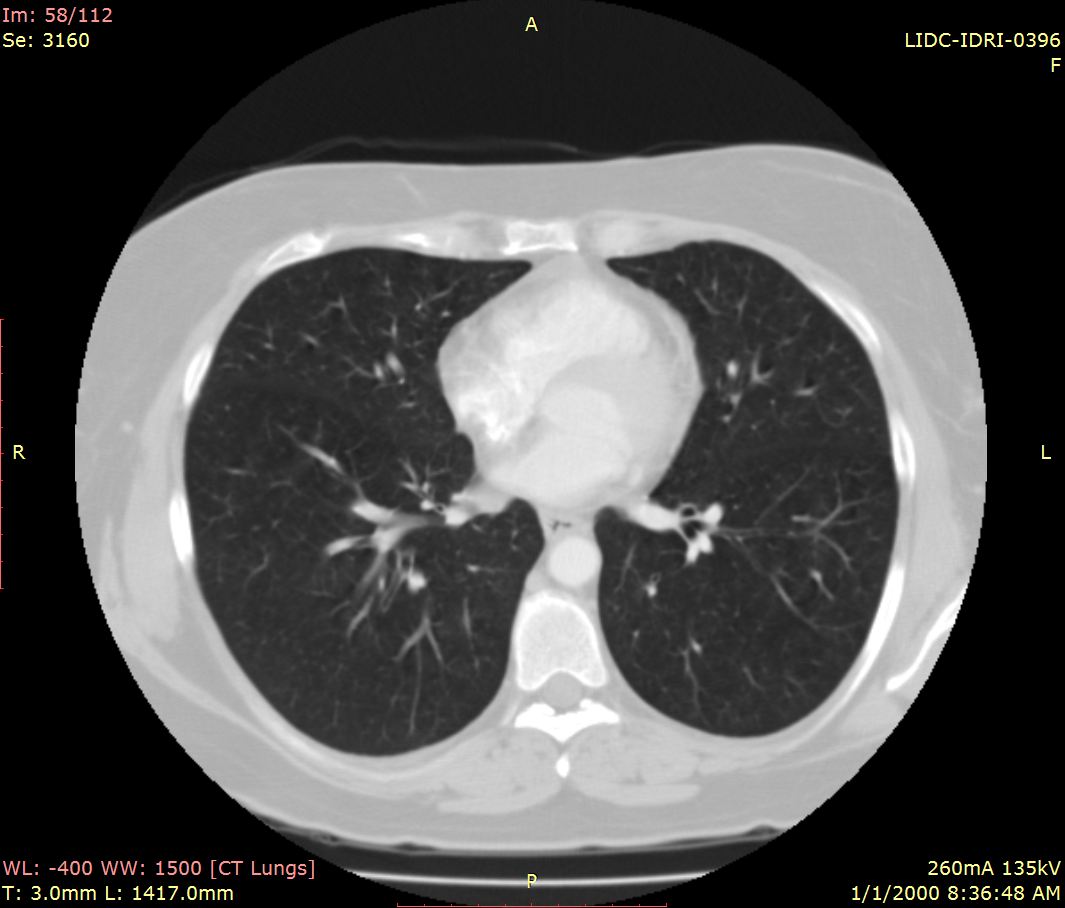 Im: 58/112
Se: 3160
A
LIDC-IDRI-0396
F
R
L
WL: -400 WW: 1500 [CT Lungs]
T: 3.0mm L: 1417.0mm
P
260mA 135kV
1/1/2000 8:36:48 AM